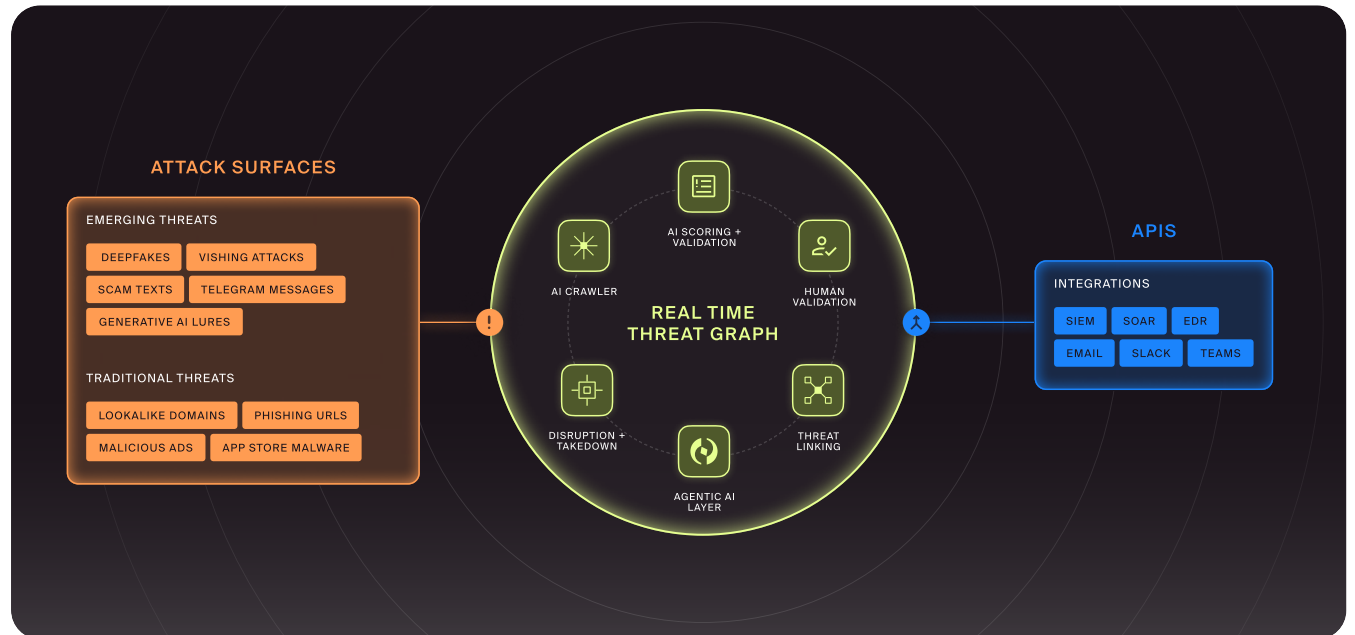 ATTACK SURFACES
EMERGING THREATS
DEEPFAKES
VISHING ATTACKS
SCAM TEXTS
TELEGRAM MESSAGES
GENERATIVE AI LURES
TRADITIONAL THREATS
LOOKALIKE DOMAINS
PHISHING URLS
MALICIOUS ADS
APP STORE MALWARE
!
REAL TIME
THREAT GRAPH
AI SCORING +
VALIDATION
HUMAN
VALIDATION
THREAT
LINKING
AGENTIC AI
LAYER
DISRUPTION +
TAKEDOWN
AI CRAWLER
APIS
INTEGRATIONS
SIEM
SOAR
EDR
EMAIL
SLACK
TEAMS